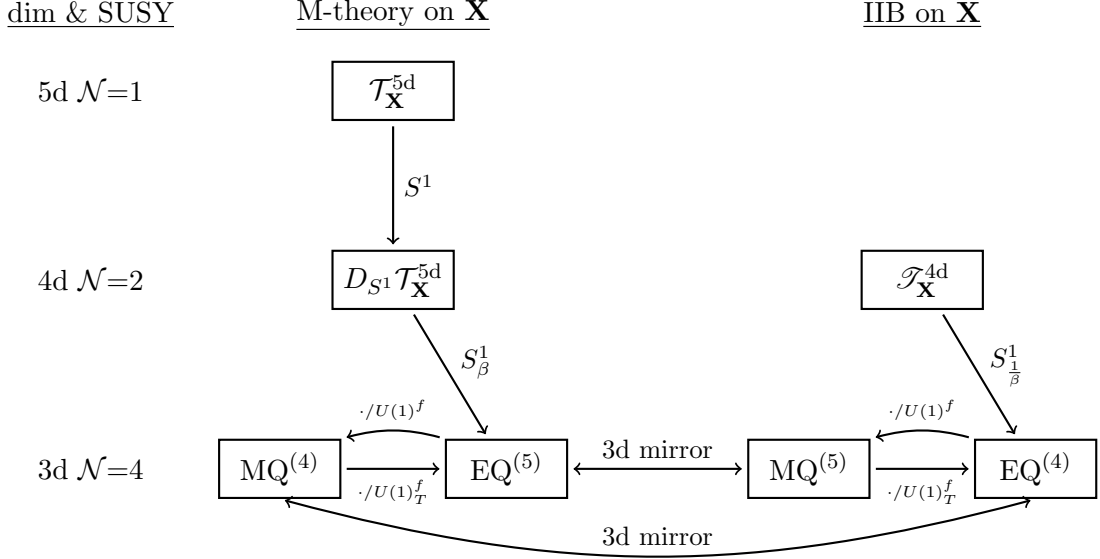 dim & SUSY M-theory on 𝐗 IIB on 𝐗
5d 𝒩=1 𝒯_𝐗^{5d}
S^1
4d 𝒩=2 D_{S^1}𝒯_𝐗^{5d} 𝒯_𝐗^{4d}
S^1_β S^1_{1/β}
·/U(1)^f ·/U(1)^f
3d 𝒩=4 MQ^{(4)} EQ^{(5)} 3d mirror MQ^{(5)} EQ^{(4)}
·/U(1)_T^f ·/U(1)_T^f
3d mirror